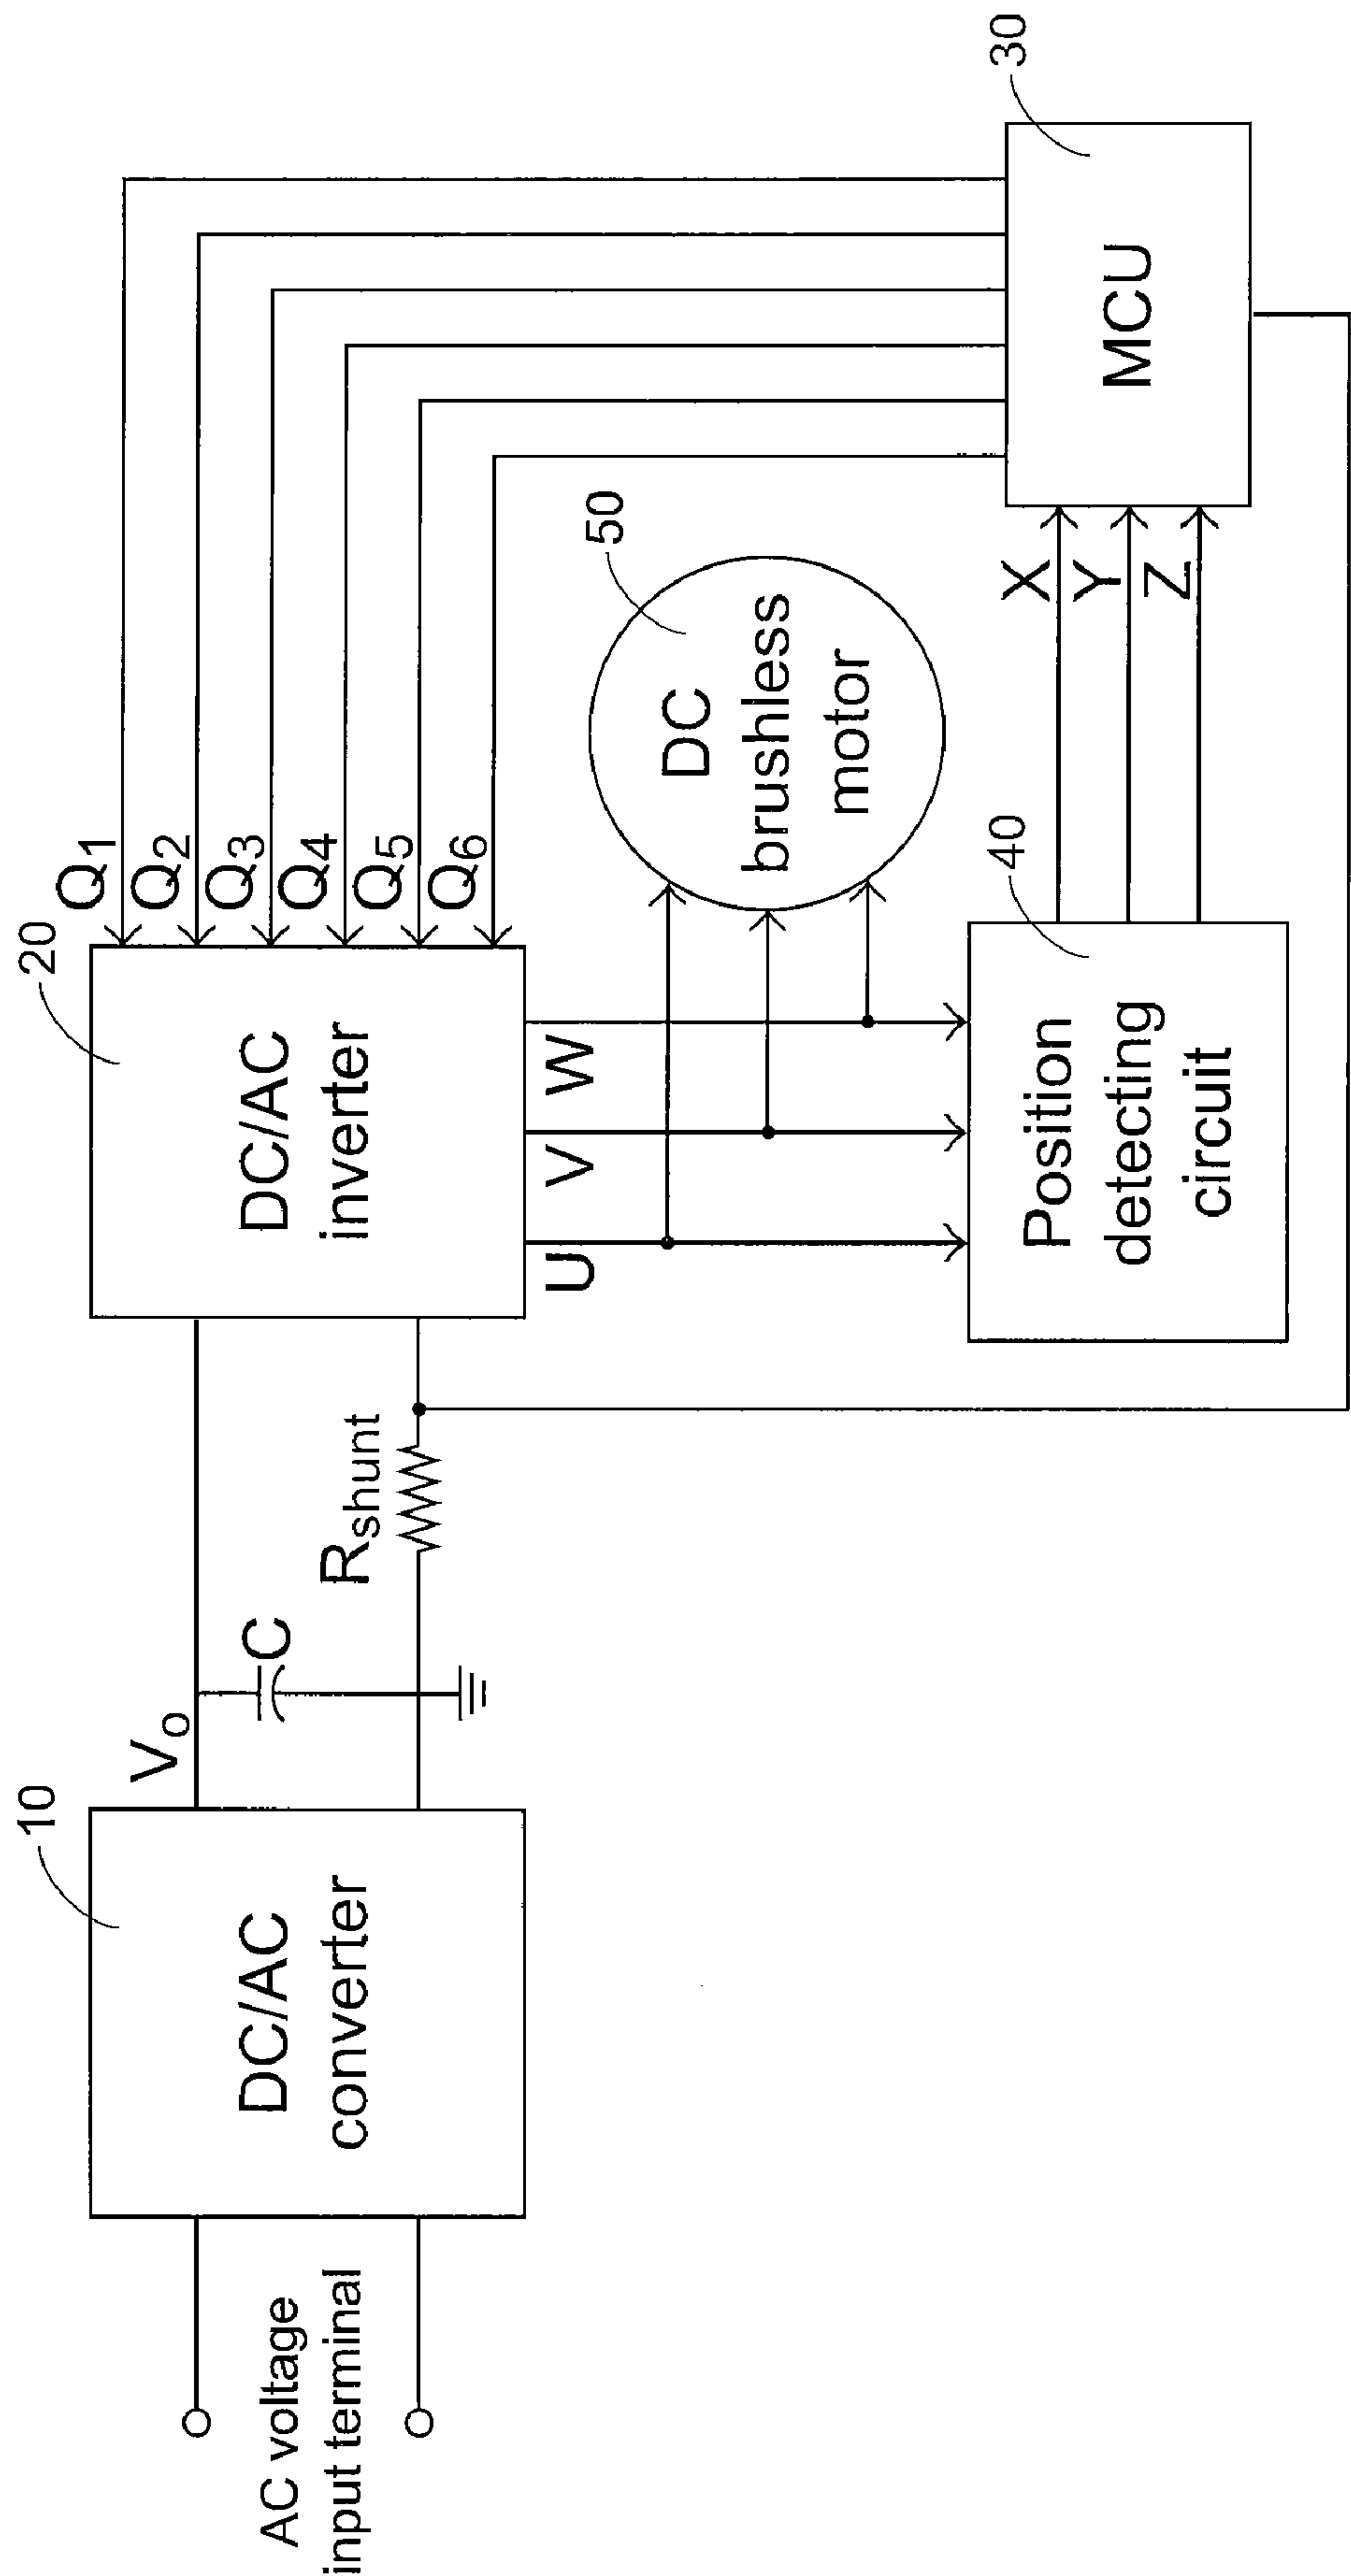 10
20
AC voltage
input terminal
DC/AC
converter
Vo
C
Rshunt
DC/AC
inverter
Q1
Q2
Q3
Q4
Q5
Q6
U
V
W
50
DC
brushless
motor
40
Position
detecting
circuit
X
Y
Z
30
MCU